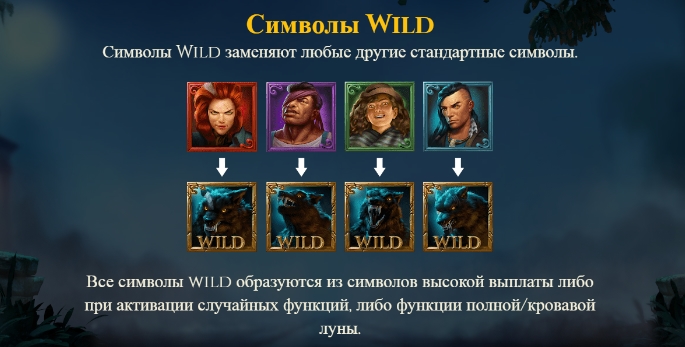 Символы WILD
Символы WILD заменяют любые другие стандартные символы.
WILD WILD WILD WILD
Все символы WILD образуются из символов высокой выплаты либо
при активации случайных функций, либо функции полной/кровавой
луны.